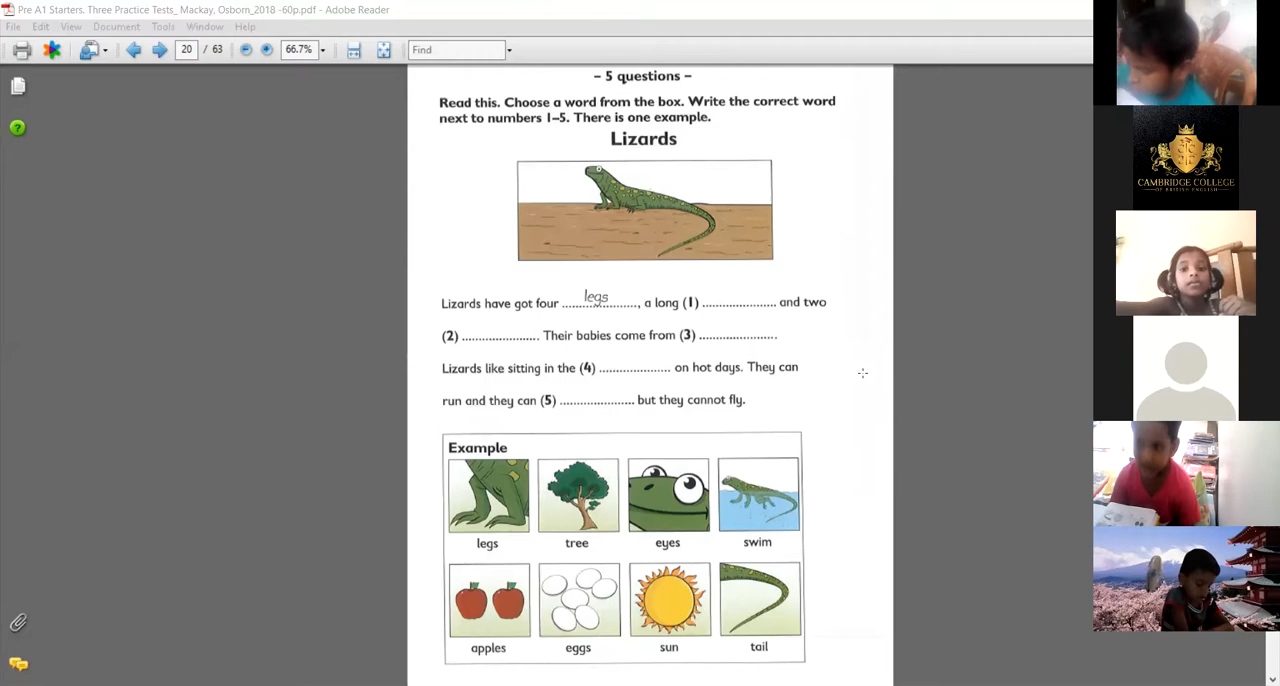 Pre A1 Starters. Three Practice Tests_ Mackay, Osborn_2018 -60p.pdf - Adobe Reader
File Edit View Document Tools Window Help
20 / 63 66.7% Find
– 5 questions –
Read this. Choose a word from the box. Write the correct word
next to numbers 1–5. There is one example.
Lizards
Lizards have got four ....legs...., a long (1) .................... and two
(2) ..................... Their babies come from (3) .....................
Lizards like sitting in the (4) .................... on hot days. They can
run and they can (5) .................... but they cannot fly.
Example
legs tree eyes swim
apples eggs sun tail
CAMBRIDGE COLLEGE
OF BRITISH ENGLISH